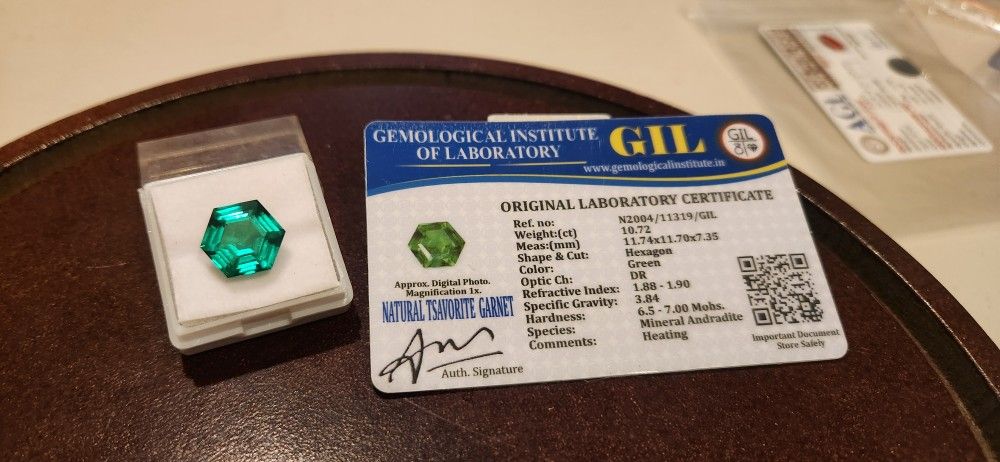 GEMOLOGICAL INSTITUTE
OF LABORATORY
GIL
www.gemologicalinstitute.in
GIL
ORIGINAL LABORATORY CERTIFICATE
Ref. no: N2004/11319/GIL
Weight:(ct) 10.72
Meas:(mm) 11.74x11.70x7.35
Shape & Cut: Hexagon
Color: Green
Optic Ch: DR
Refractive Index: 1.88 - 1.90
Specific Gravity: 3.84
Hardness: 6.5 - 7.00 Mohs.
Species: Mineral Andradite
Comments: Heating
Approx. Digital Photo.
Magnification 1x.
NATURAL TSAVORITE GARNET
Auth. Signature
Important Document
Store Safely